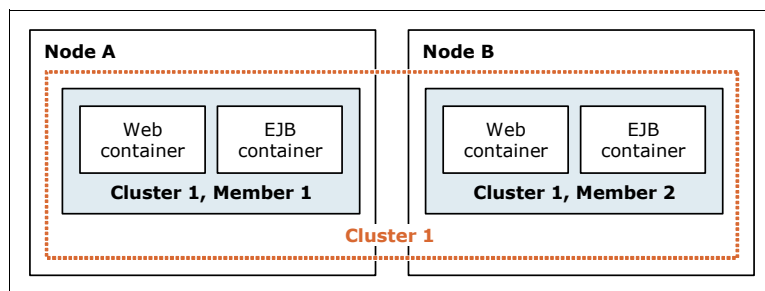 Node A
Node B
Web
container
EJB
container
Web
container
EJB
container
Cluster 1, Member 1
Cluster 1, Member 2
Cluster 1